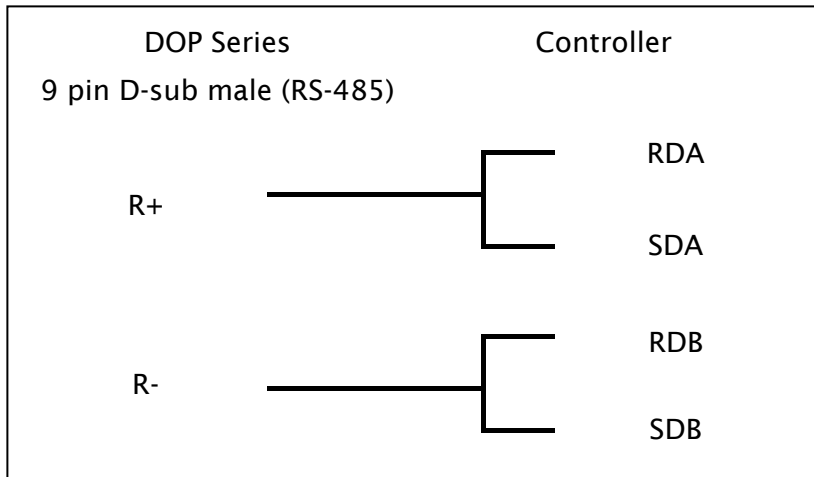 DOP Series Controller
9 pin D-sub male (RS-485)
RDA
R+
SDA
RDB
R-
SDB